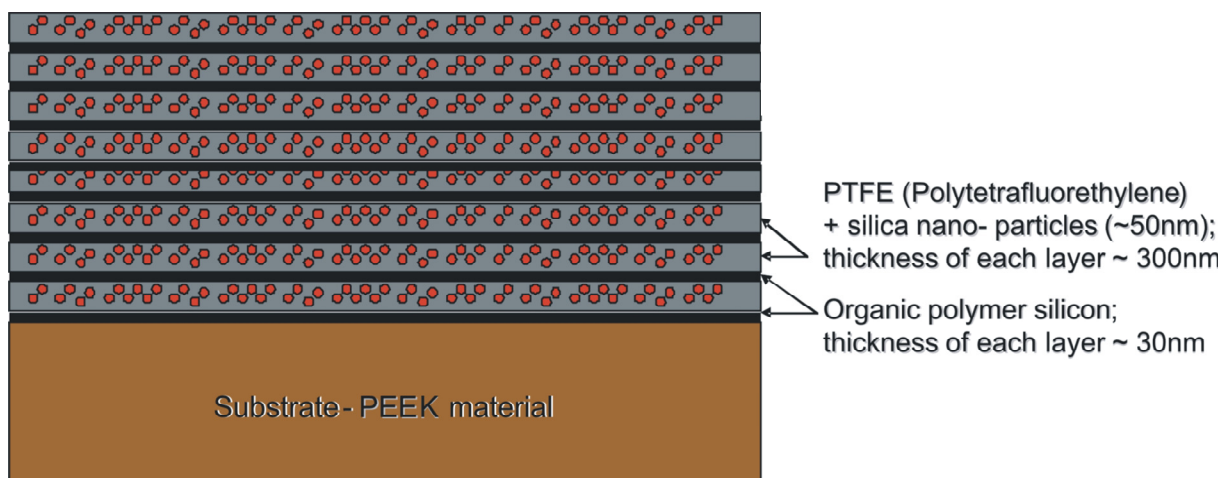 PTFE (Polytetrafluorethylene)
+ silica nano- particles (~50nm);
thickness of each layer ~ 300nm
Organic polymer silicon;
thickness of each layer ~ 30nm
Substrate- PEEK material